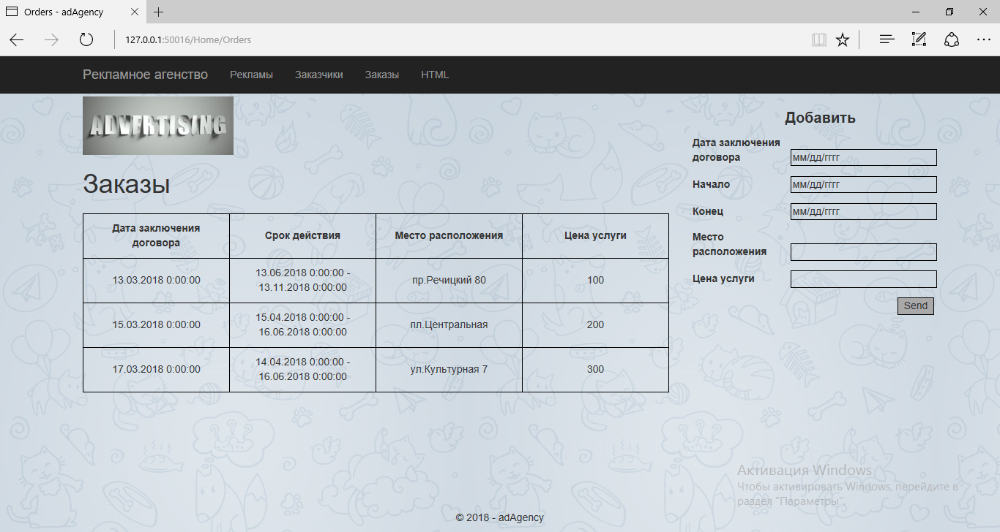 Orders - adAgency
127.0.0.1:50016/Home/Orders
Рекламное агенство Рекламы Заказчики Заказы HTML
ADVERTISING
Заказы
Дата заключения
договора
Срок действия
Место расположения
Цена услуги
13.03.2018 0:00:00
13.06.2018 0:00:00 -
13.11.2018 0:00:00
пр.Речицкий 80
100
15.03.2018 0:00:00
15.04.2018 0:00:00 -
16.06.2018 0:00:00
пл.Центральная
200
17.03.2018 0:00:00
14.04.2018 0:00:00 -
16.06.2018 0:00:00
ул.Культурная 7
300
Добавить
Дата заключения
договора
мм/дд/гггг
Начало
мм/дд/гггг
Конец
мм/дд/гггг
Место
расположения
Цена услуги
Send
Активация Windows
Чтобы активировать Windows, перейдите в
раздел "Параметры".
© 2018 - adAgency